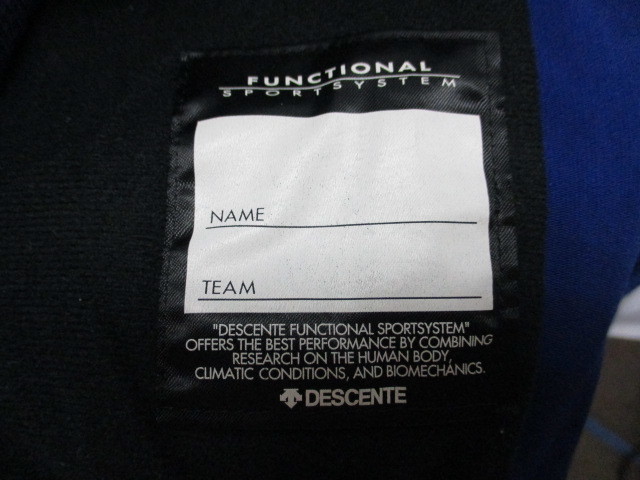 FUNCTIONAL
SPORTSYSTEM
NAME
TEAM
"DESCENTE FUNCTIONAL SPORTSYSTEM"
OFFERS THE BEST PERFORMANCE BY COMBINING
RESEARCH ON THE HUMAN BODY,
CLIMATIC CONDITIONS, AND BIOMECHANICS.
DESCENTE